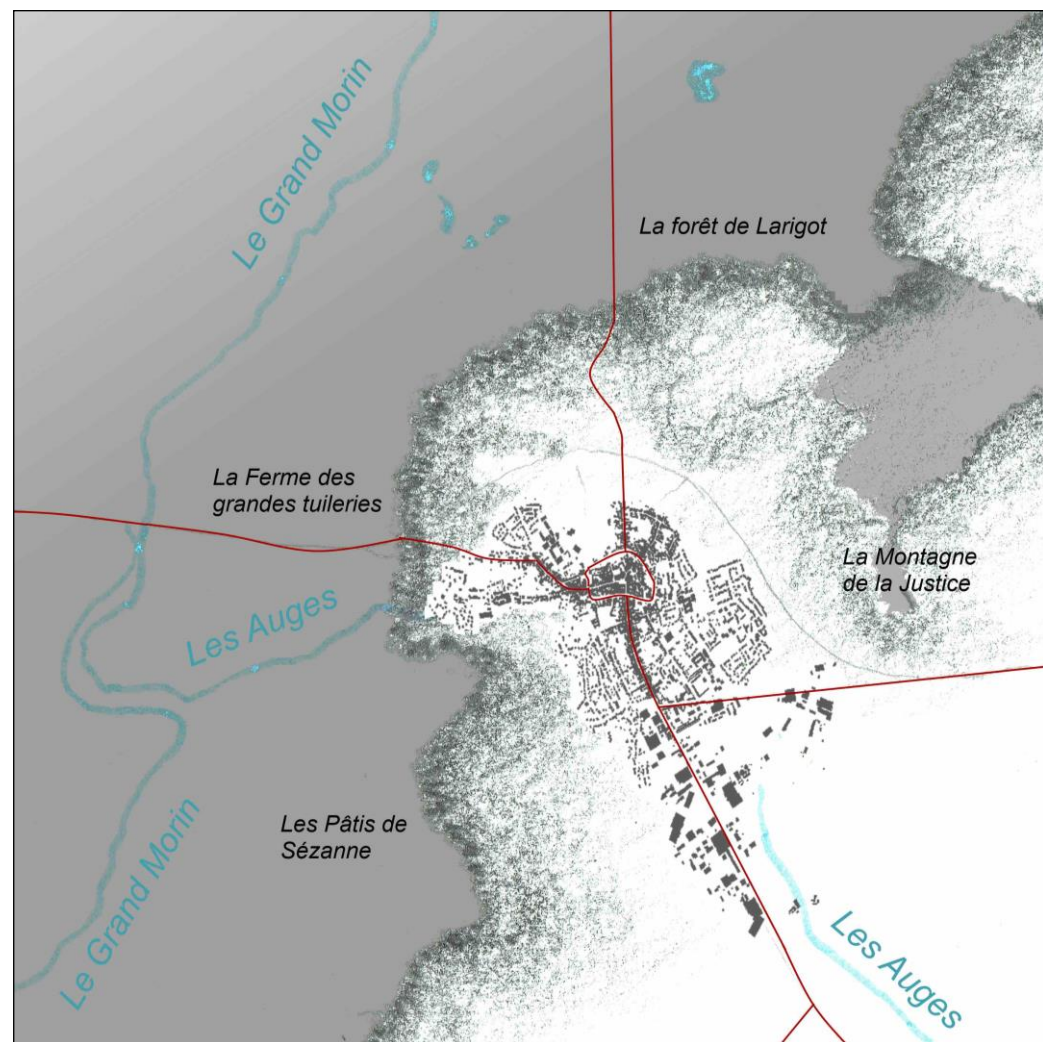 Le Grand Morin
La forêt de Larigot
La Ferme des
grandes tuileries
La Montagne
de la Justice
Les Auges
Les Pâtis de
Sézanne
Le Grand Morin
Les Auges